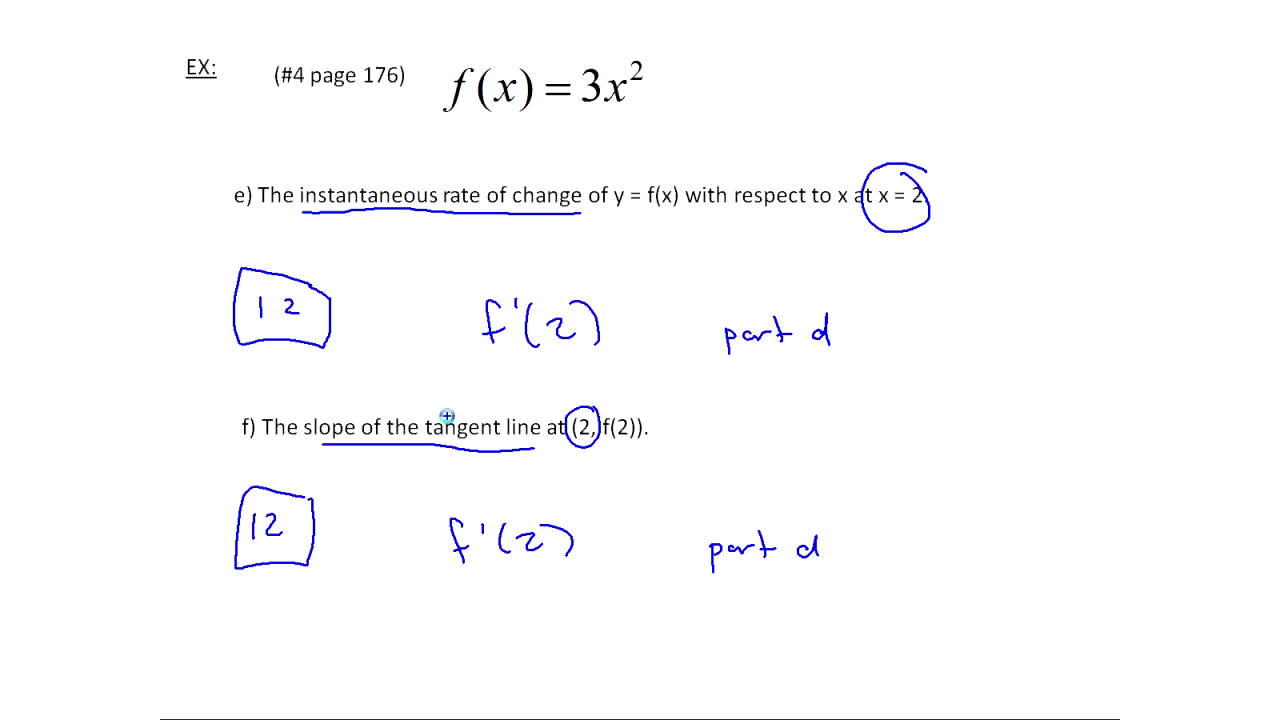 EX: (#4 page 176) f(x) = 3x²
e) The instantaneous rate of change of y = f(x) with respect to x at x = 2.
12 f'(2) part d
f) The slope of the tangent line at (2, f(2)).
12 f'(2) part d